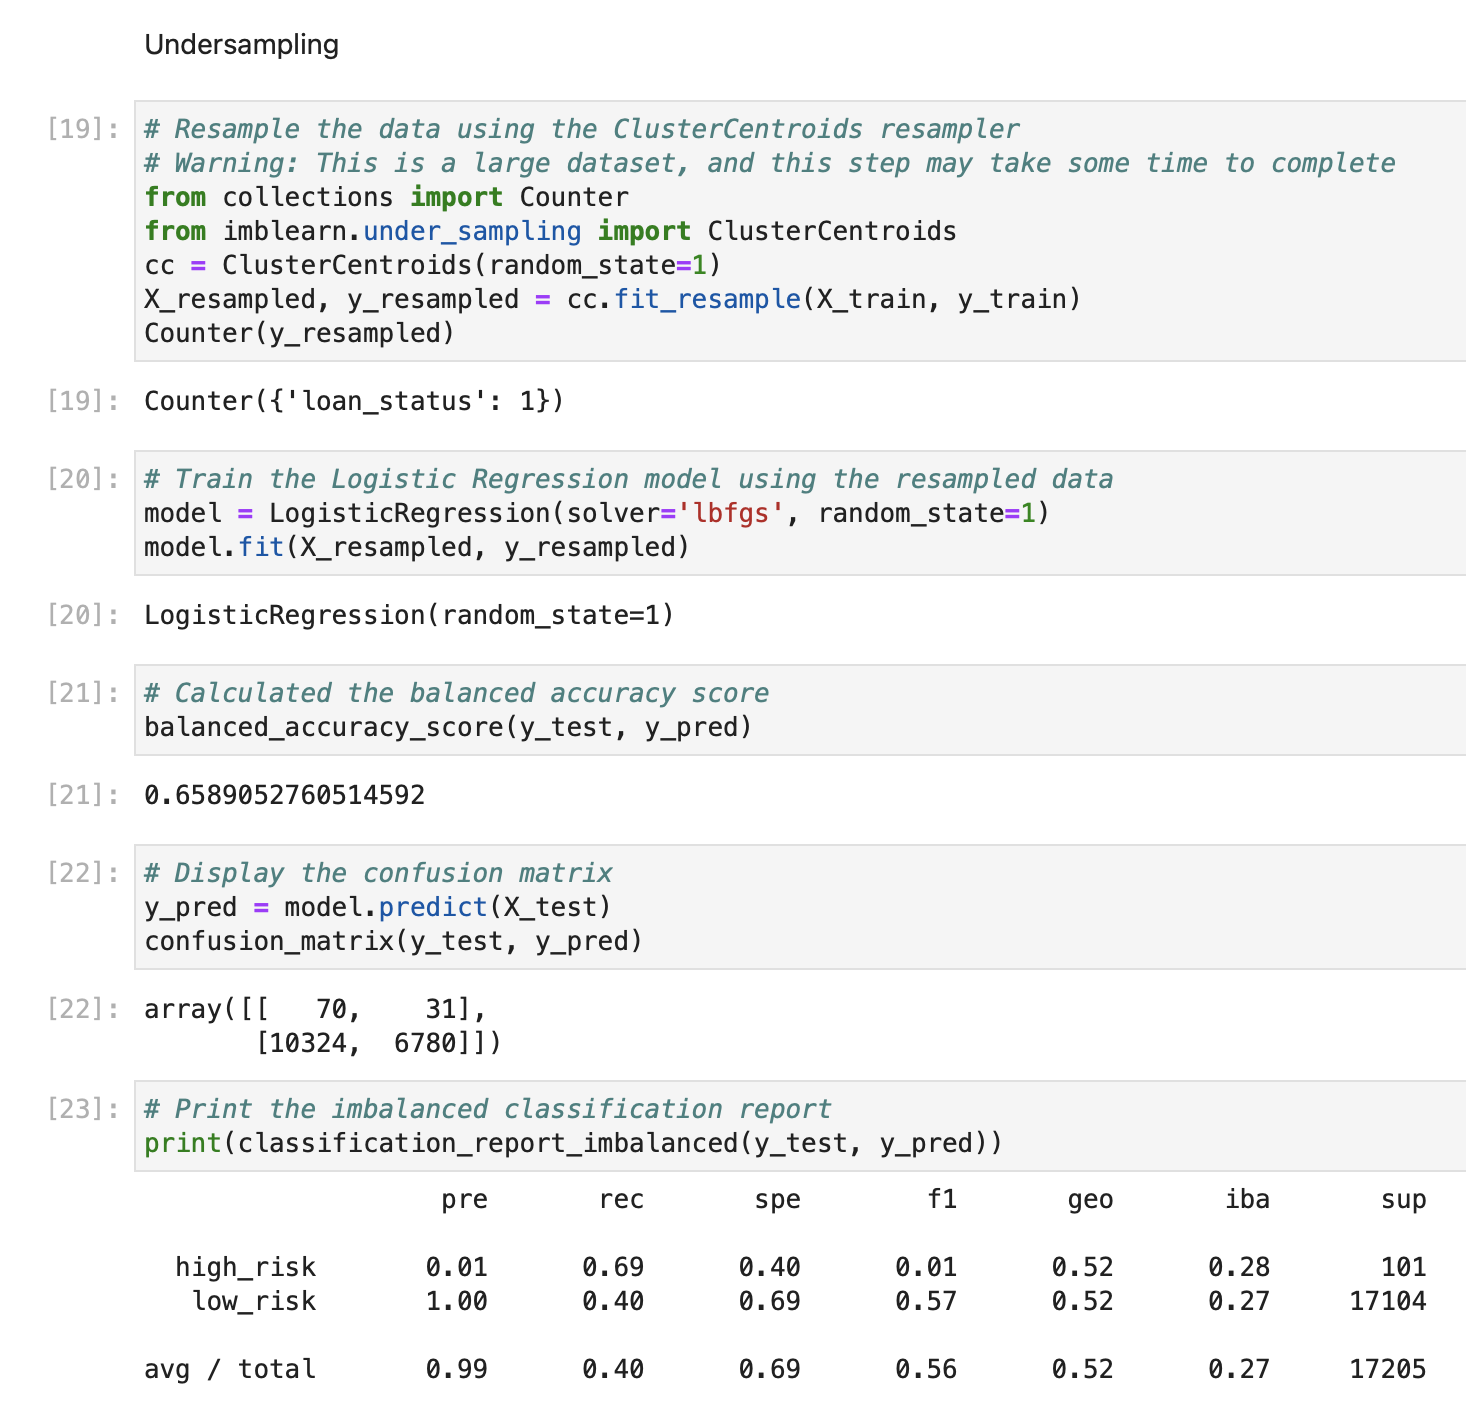 Undersampling
[19]: # Resample the data using the ClusterCentroids resampler
# Warning: This is a large dataset, and this step may take some time to complete
from collections import Counter
from imblearn.under_sampling import ClusterCentroids
cc = ClusterCentroids(random_state=1)
X_resampled, y_resampled = cc.fit_resample(X_train, y_train)
Counter(y_resampled)
[19]: Counter({'loan_status': 1})
[20]: # Train the Logistic Regression model using the resampled data
model = LogisticRegression(solver='lbfgs', random_state=1)
model.fit(X_resampled, y_resampled)
[20]: LogisticRegression(random_state=1)
[21]: # Calculated the balanced accuracy score
balanced_accuracy_score(y_test, y_pred)
[21]: 0.6589052760514592
[22]: # Display the confusion matrix
y_pred = model.predict(X_test)
confusion_matrix(y_test, y_pred)
[22]: array([[   70,    31],
       [10324,  6780]])
[23]: # Print the imbalanced classification report
print(classification_report_imbalanced(y_test, y_pred))
pre rec spe f1 geo iba sup
high_risk 0.01 0.69 0.40 0.01 0.52 0.28 101
low_risk 1.00 0.40 0.69 0.57 0.52 0.27 17104
avg / total 0.99 0.40 0.69 0.56 0.52 0.27 17205